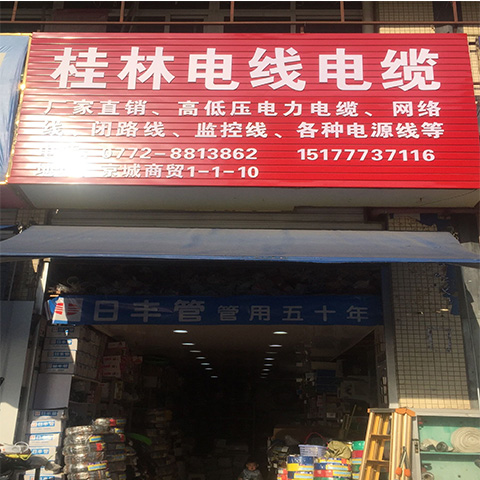 桂林电线电缆
厂家直销、高低压电力电缆、网络
线、闭路线、监控线、各种电源线等
0772-8813862 15177737116
京城商贸1-1-10
日丰管 管用五十年